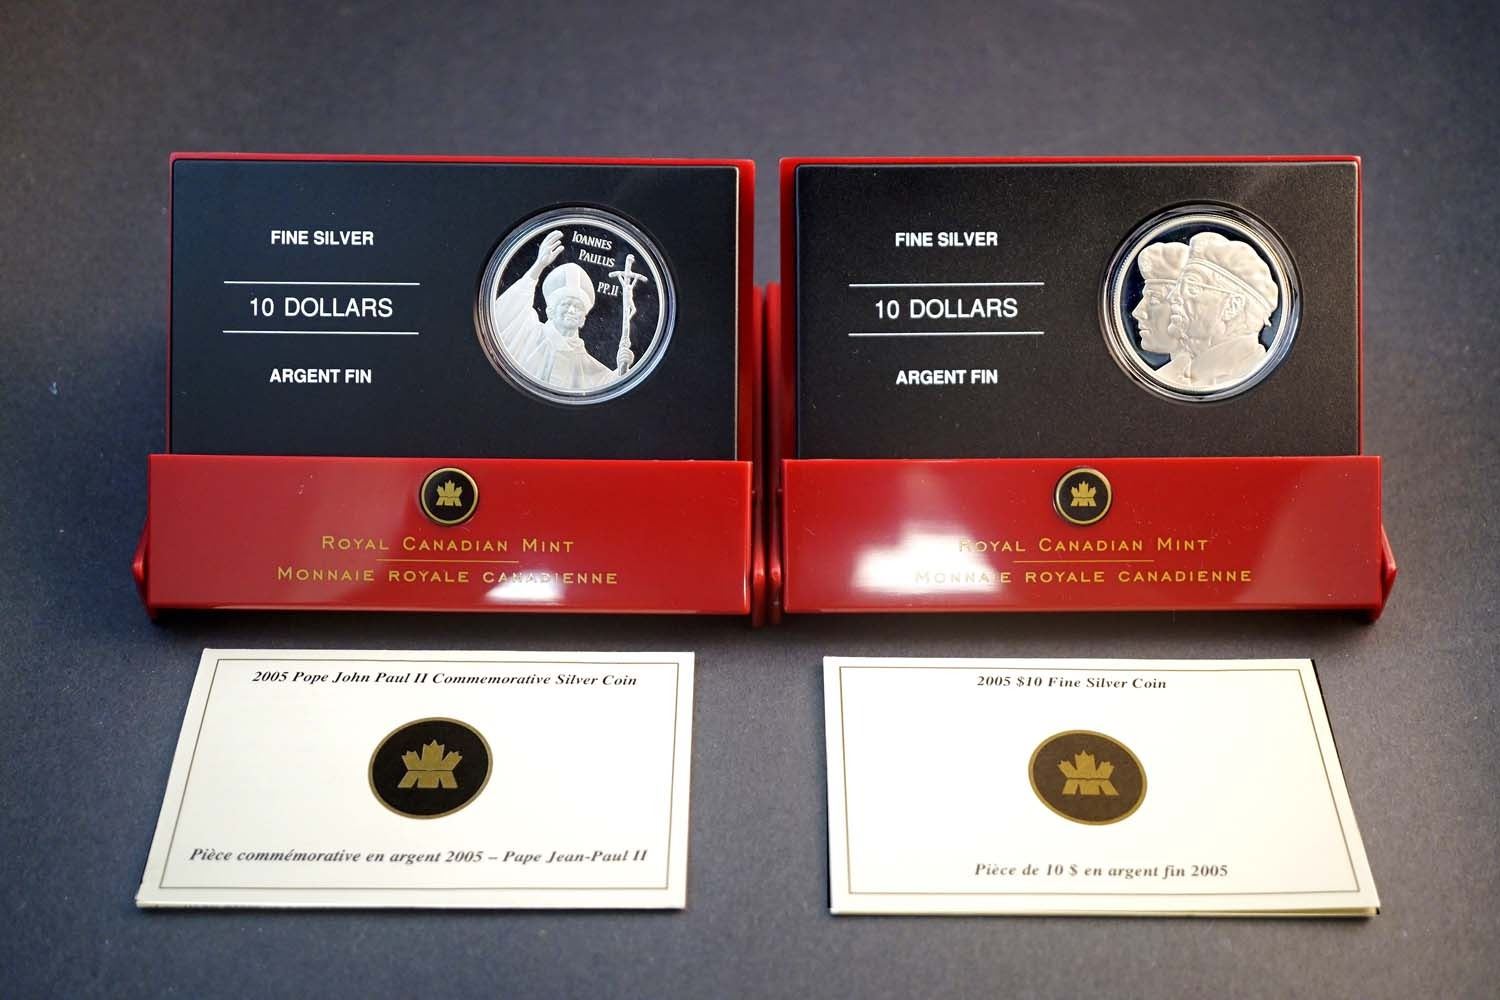 FINE SILVER
10 DOLLARS
ARGENT FIN
IOANNES
PAULUS
PP.II
ROYAL CANADIAN MINT
MONNAIE ROYALE CANADIENNE
FINE SILVER
10 DOLLARS
ARGENT FIN
ROYAL CANADIAN MINT
MONNAIE ROYALE CANADIENNE
2005 Pope John Paul II Commemorative Silver Coin
Pièce commémorative en argent 2005 – Pape Jean-Paul II
2005 $10 Fine Silver Coin
Pièce de 10 $ en argent fin 2005